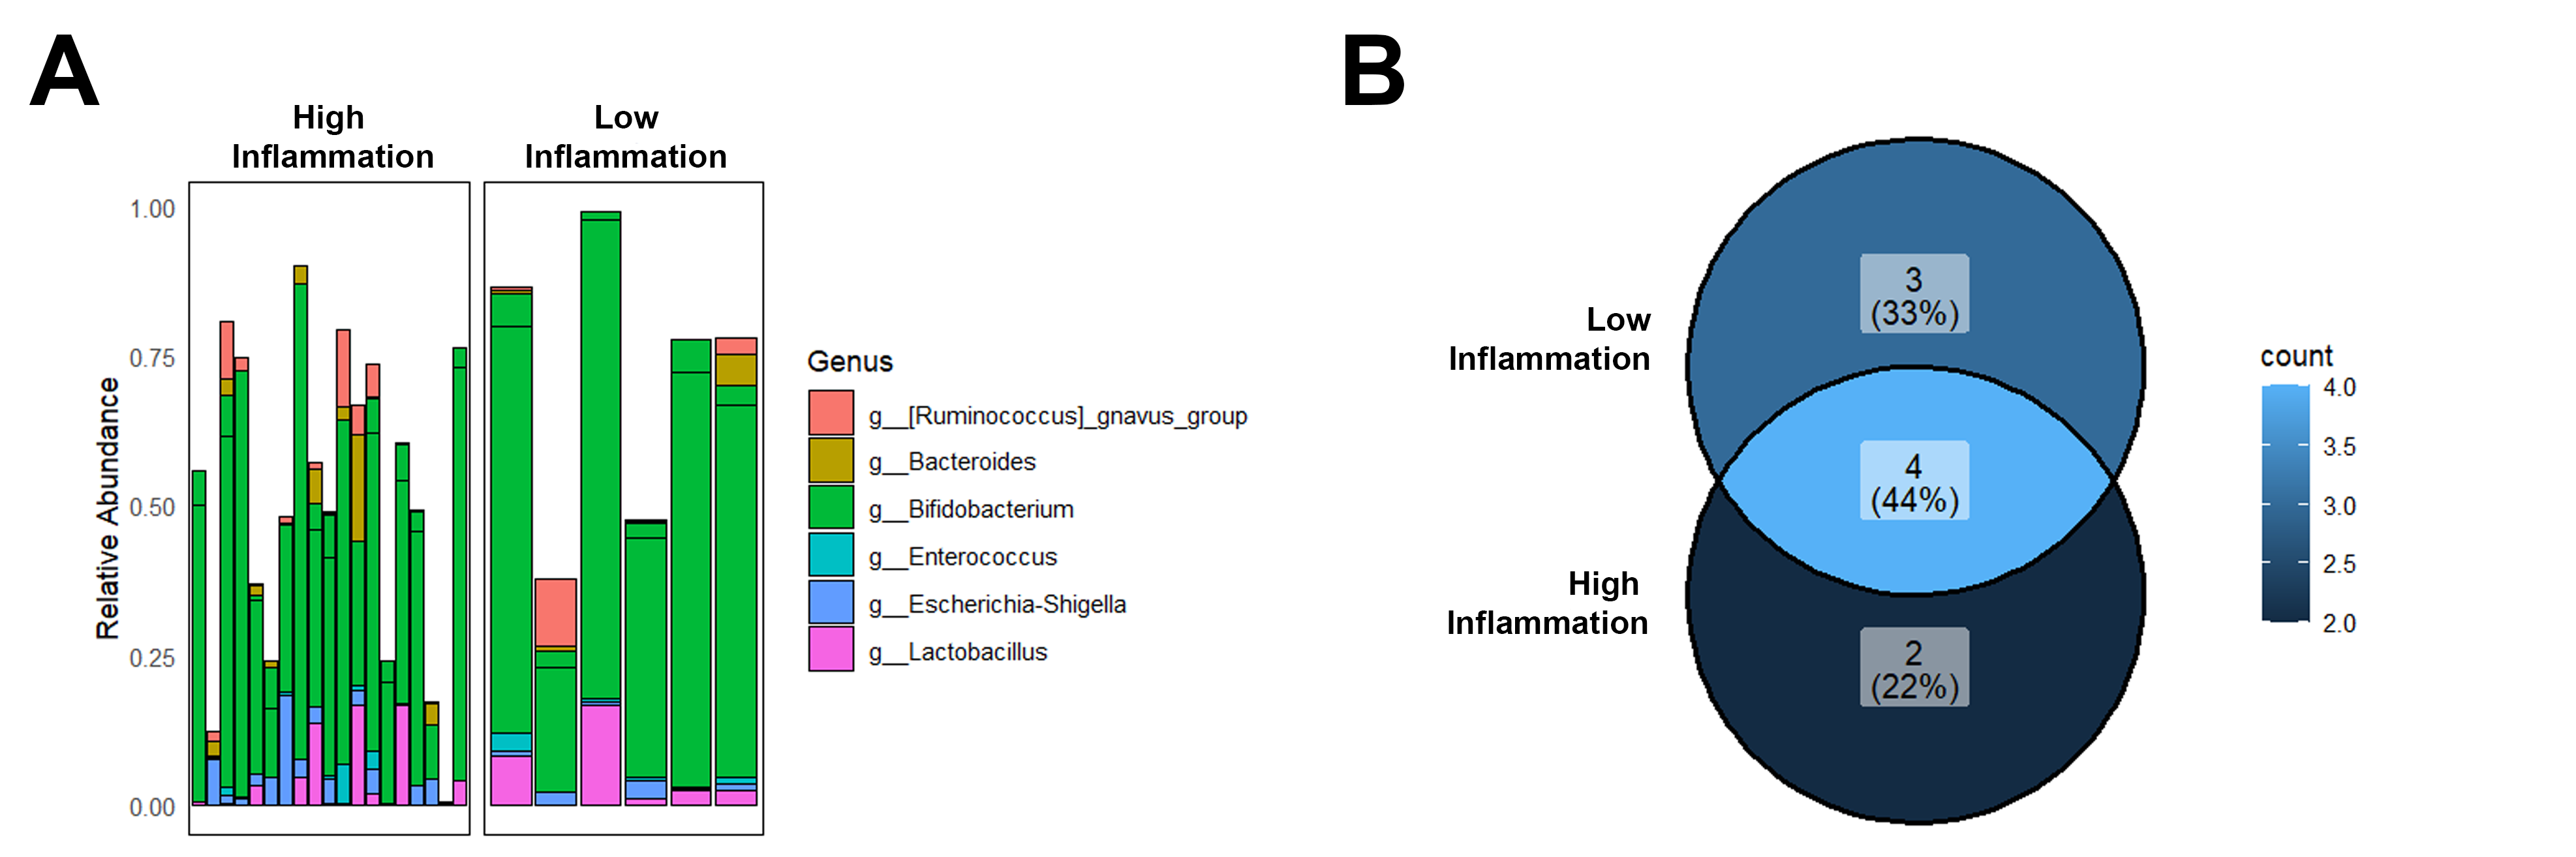 A
High
Inflammation
Low
Inflammation
1.00
0.75
0.50
0.25
0.00
Relative Abundance
Genus
g__[Ruminococcus]_gnavus_group
g__Bacteroides
g__Bifidobacterium
g__Enterococcus
g__Escherichia-Shigella
g__Lactobacillus
B
Low
Inflammation
High
Inflammation
3
(33%)
4
(44%)
2
(22%)
count
4.0
3.5
3.0
2.5
2.0